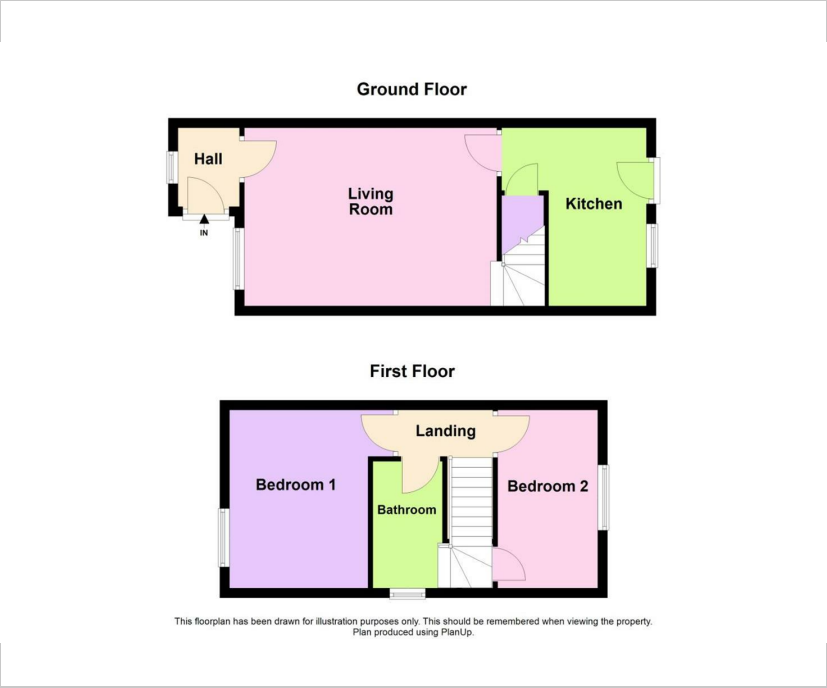 Ground Floor
Hall
Living
Room
Kitchen
IN
First Floor
Landing
Bedroom 1
Bedroom 2
Bathroom
This floorplan has been drawn for illustration purposes only. This should be remembered when viewing the property.
Plan produced using PlanUp.